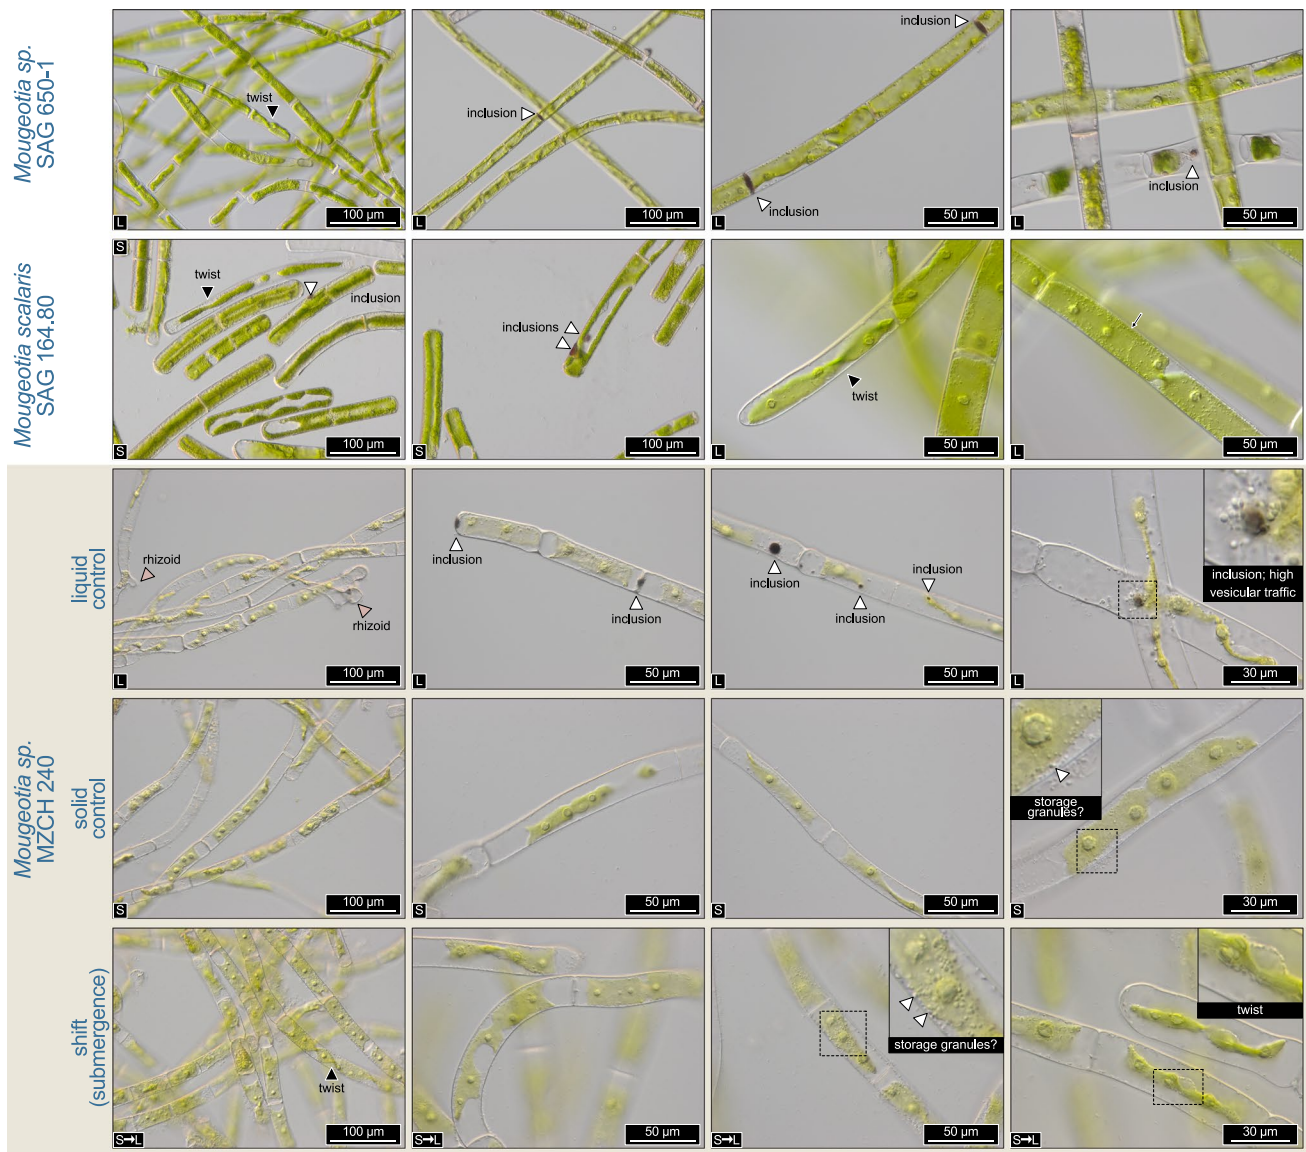 Mougeotia sp.
SAG 650-1
twist
L
100 µm
inclusion
L
100 µm
inclusion
inclusion
L
50 µm
inclusion
L
50 µm
Mougeotia scalaris
SAG 164.80
S
twist
inclusion
S
100 µm
inclusions
S
100 µm
twist
L
50 µm
L
50 µm
Mougeotia sp.
MZCH 240
liquid
control
rhizoid
rhizoid
L
100 µm
inclusion
inclusion
L
50 µm
inclusion
inclusion
inclusion
L
50 µm
inclusion; high
vesicular traffic
L
30 µm
solid
control
S
100 µm
S
50 µm
S
50 µm
storage
granules?
S
30 µm
shift
(submergence)
twist
S→L
100 µm
S→L
50 µm
storage granules?
S→L
50 µm
twist
S→L
30 µm